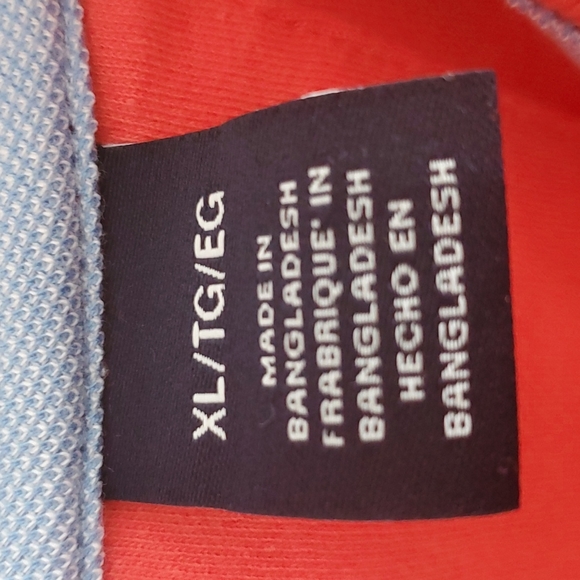 XL/TG/EG
MADE IN
BANGLADESH
FRABRIQUE' IN
BANGLADESH
HECHO EN
BANGLADESH